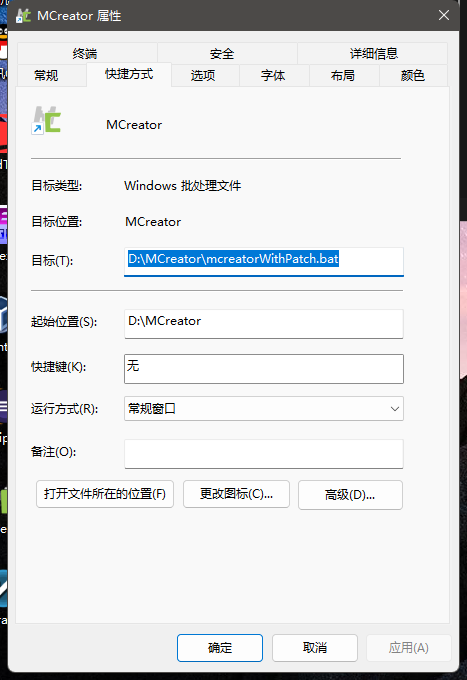 MCreator 属性
终端 安全 详细信息
常规 快捷方式 选项 字体 布局 颜色
MCreator
目标类型: Windows 批处理文件
目标位置: MCreator
目标(T): D:\MCreator\mcreatorWithPatch.bat
起始位置(S): D:\MCreator
快捷键(K): 无
运行方式(R): 常规窗口
备注(O):
打开文件所在的位置(F) 更改图标(C)... 高级(D)...
确定 取消 应用(A)